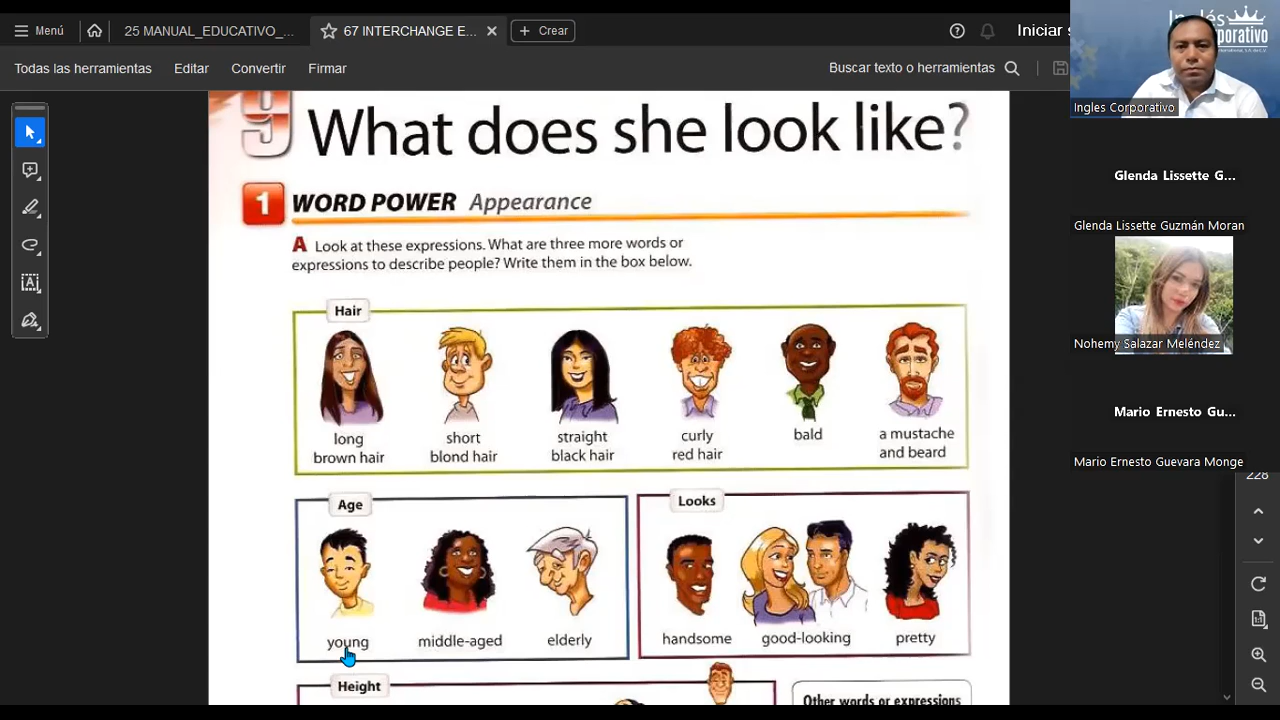 Menú
25 MANUAL_EDUCATIVO_...
67 INTERCHANGE E...
Crear
Iniciar s
Todas las herramientas
Editar
Convertir
Firmar
Buscar texto o herramientas
Inglés
orporativo
Ingles Corporativo
Glenda Lissette G...
Glenda Lissette Guzmán Moran
Nohemy Salazar Meléndez
Mario Ernesto Gu...
Mario Ernesto Guevara Monge
228
9 What does she look like?
1 WORD POWER Appearance
A Look at these expressions. What are three more words or
expressions to describe people? Write them in the box below.
Hair
long
brown hair
short
blond hair
straight
black hair
curly
red hair
bald
a mustache
and beard
Age
young
middle-aged
elderly
Looks
handsome
good-looking
pretty
Height
Other words or expressions